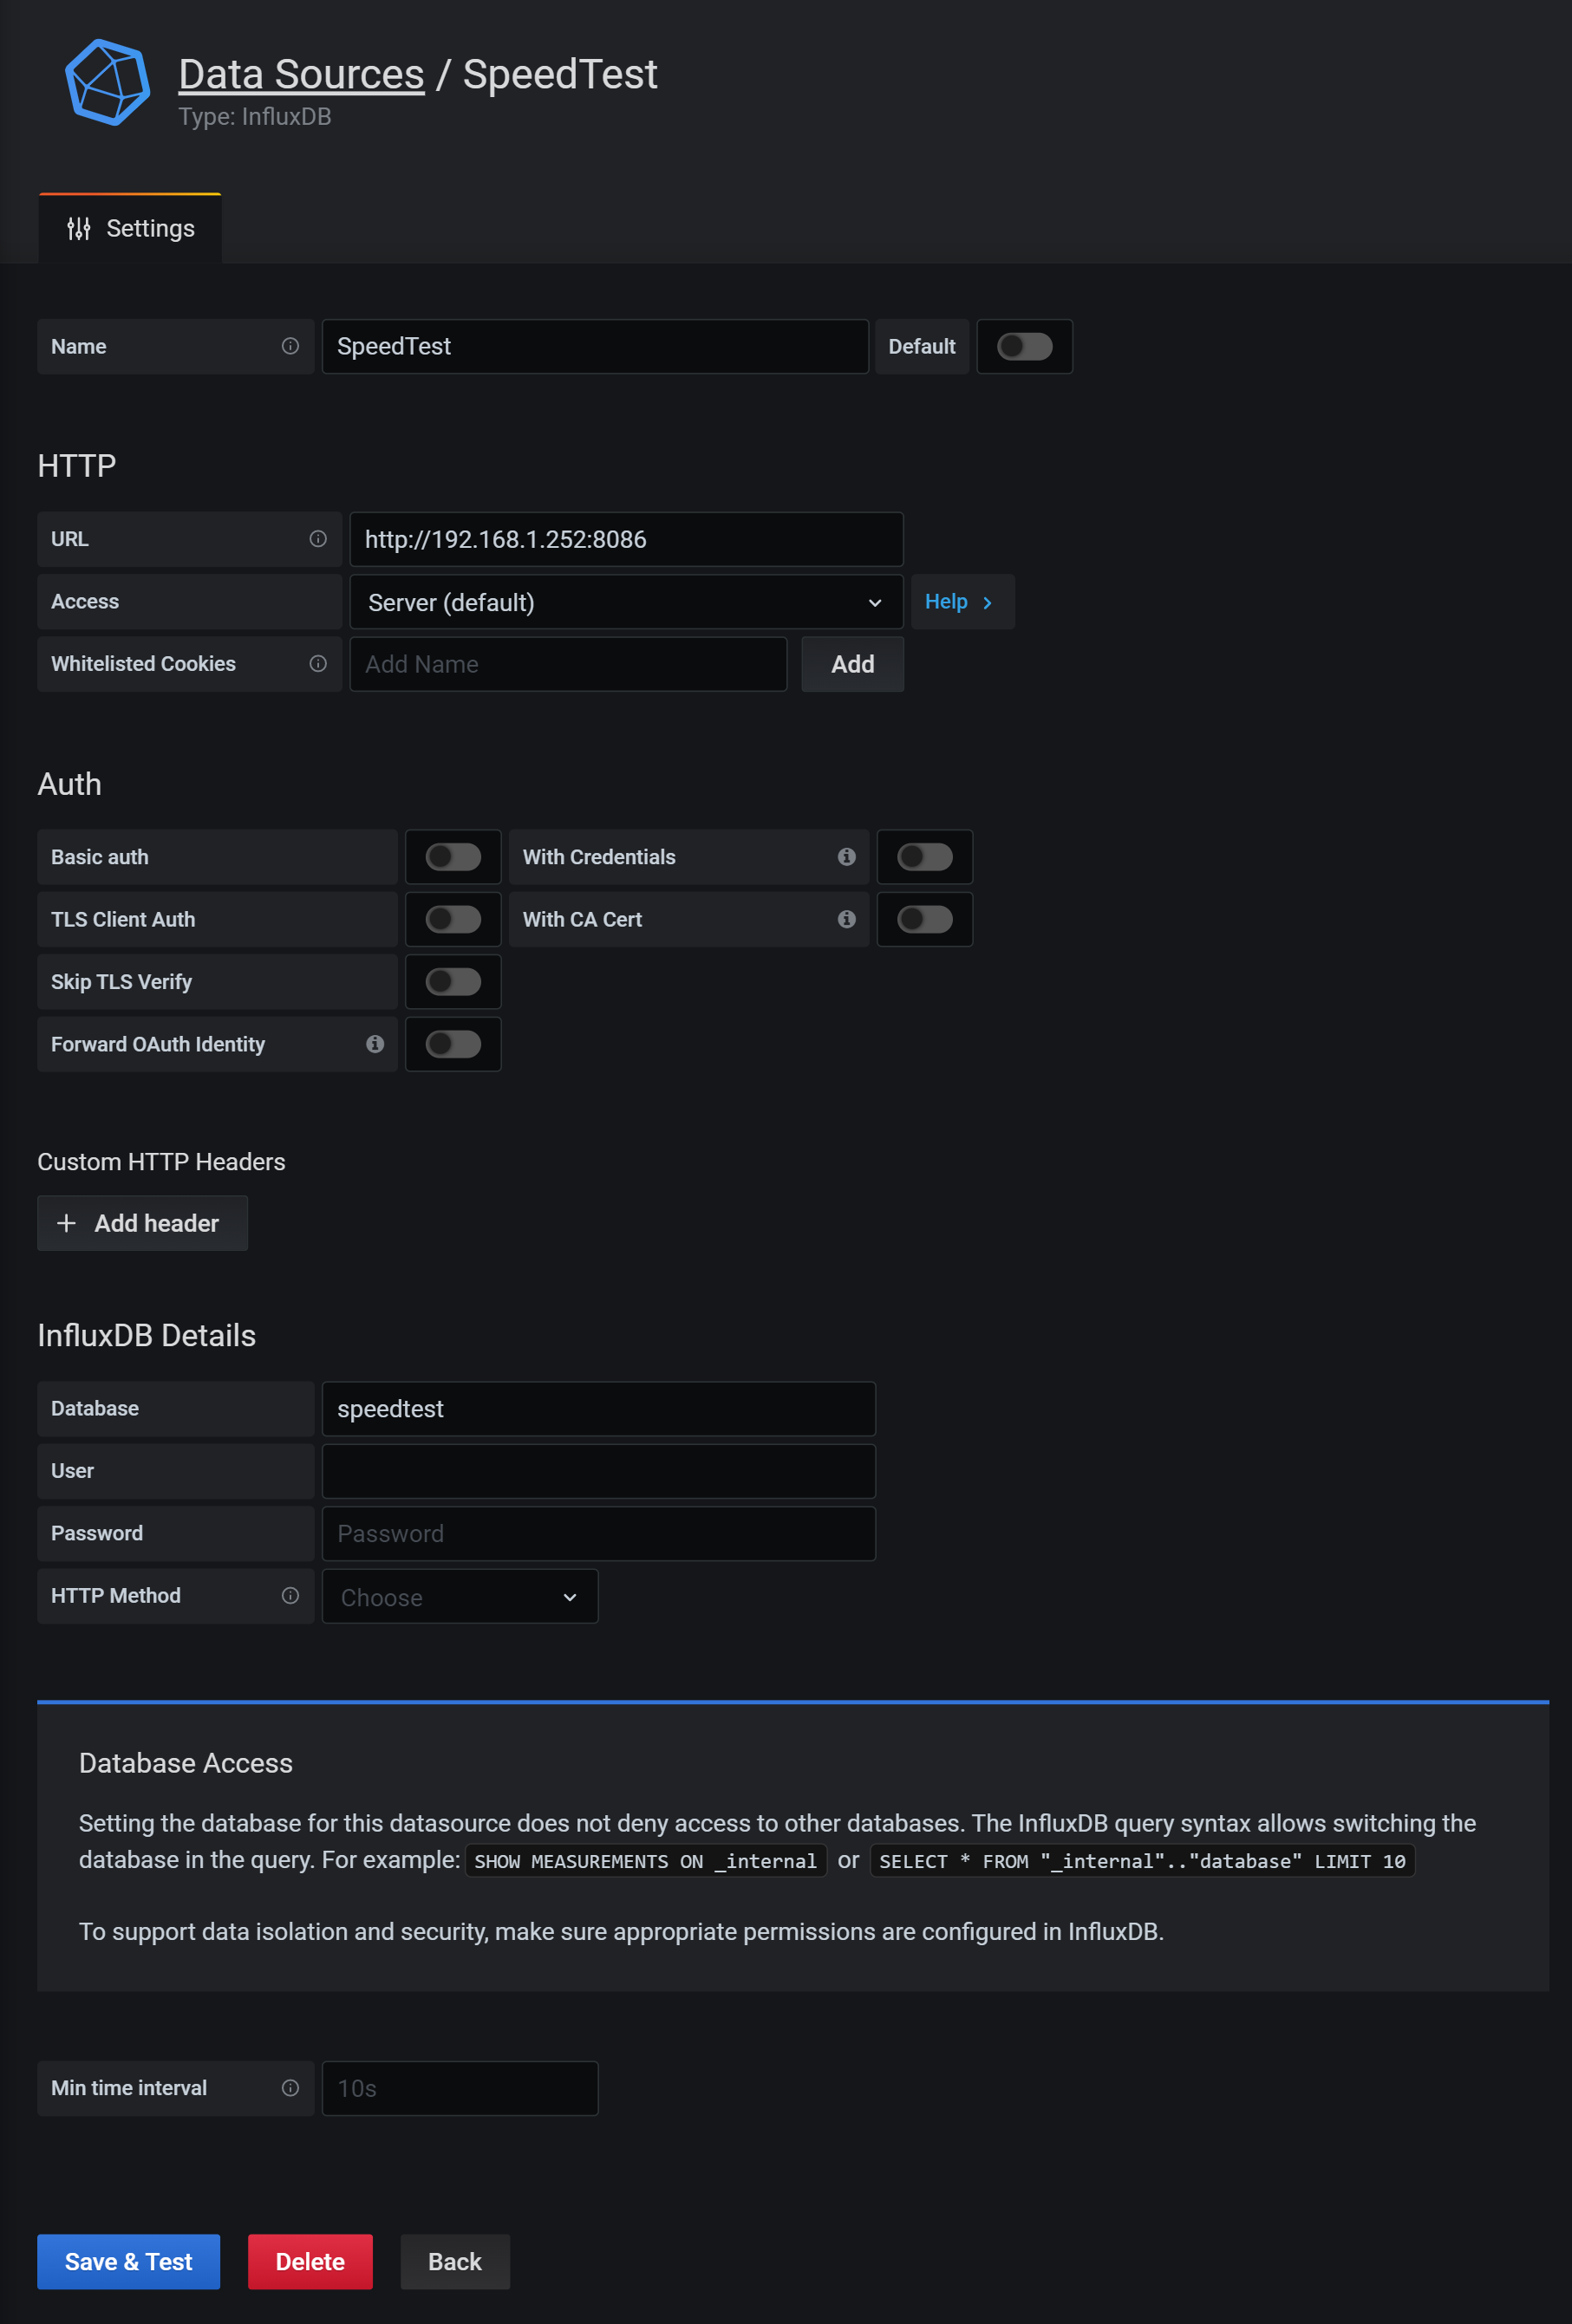 Data Sources / SpeedTest
Type: InfluxDB
Settings
Name SpeedTest Default
HTTP
URL http://192.168.1.252:8086
Access Server (default) Help
Whitelisted Cookies Add Name Add
Auth
Basic auth With Credentials
TLS Client Auth With CA Cert
Skip TLS Verify
Forward OAuth Identity
Custom HTTP Headers
Add header
InfluxDB Details
Database speedtest
User
Password Password
HTTP Method Choose
Database Access
Setting the database for this datasource does not deny access to other databases. The InfluxDB query syntax allows switching the
database in the query. For example: SHOW MEASUREMENTS ON _internal or SELECT * FROM "_internal".."database" LIMIT 10
To support data isolation and security, make sure appropriate permissions are configured in InfluxDB.
Min time interval 10s
Save & Test Delete Back